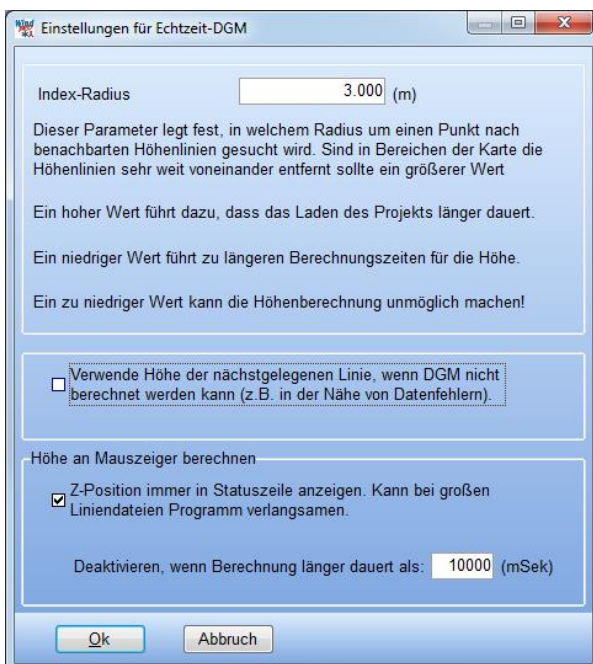 Wind
PRO
Einstellungen für Echtzeit-DGM
Index-Radius 3.000 (m)
Dieser Parameter legt fest, in welchem Radius um einen Punkt nach
benachbarten Höhenlinien gesucht wird. Sind in Bereichen der Karte die
Höhenlinien sehr weit voneinander entfernt sollte ein größerer Wert
Ein hoher Wert führt dazu, dass das Laden des Projekts länger dauert.
Ein niedriger Wert führt zu längeren Berechnungszeiten für die Höhe.
Ein zu niedriger Wert kann die Höhenberechnung unmöglich machen!
Verwende Höhe der nächstgelegenen Linie, wenn DGM nicht
berechnet werden kann (z.B. in der Nähe von Datenfehlern).
Höhe an Mauszeiger berechnen
Z-Position immer in Statuszeile anzeigen. Kann bei großen
Liniendateien Programm verlangsamen.
Deaktivieren, wenn Berechnung länger dauert als: 10000 (mSek)
Ok Abbruch